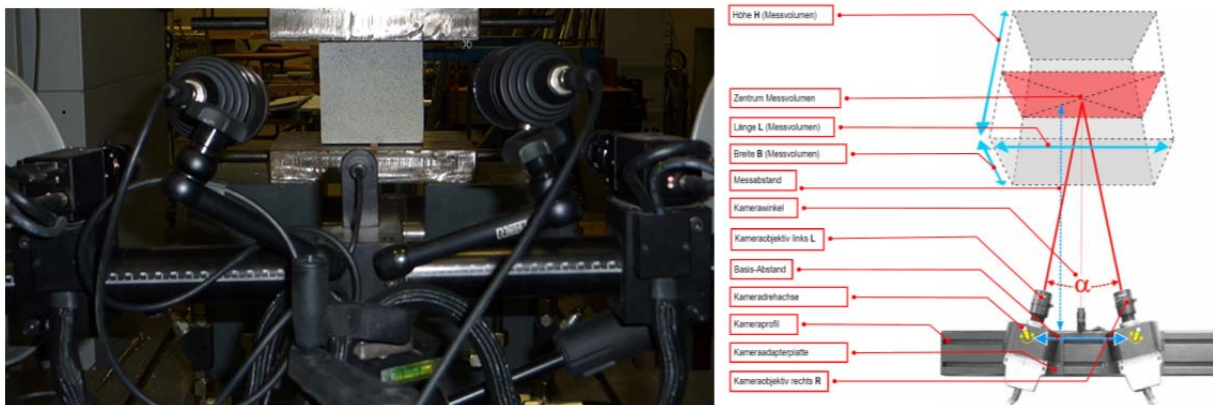 Höhe H (Messvolumen)
Zentrum Messvolumen
Länge L (Messvolumen)
Breite B (Messvolumen)
Messabstand
Kamerawinkel
Kameraobjektiv links L
Basis-Abstand
Kameradrehachse
Kameraprofil
Kameraadapterplatte
Kameraobjektiv rechts R
α